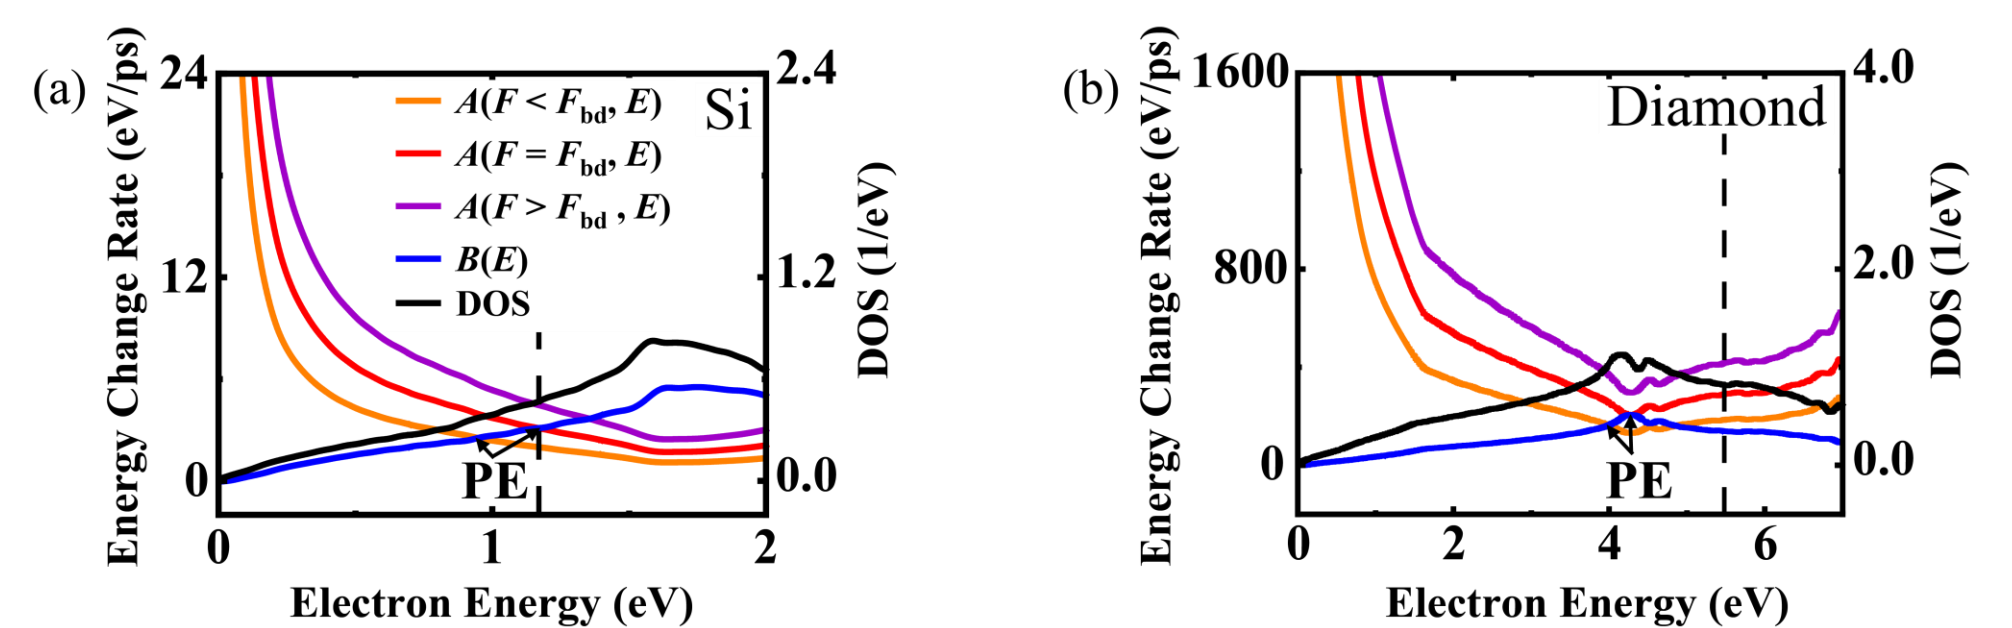 (a)
Energy Change Rate (eV/ps)
24
12
0
A(F < Fbd, E)
A(F = Fbd, E)
A(F > Fbd , E)
B(E)
DOS
Si
PE
2.4
1.2
0.0
DOS (1/eV)
0 1 2
Electron Energy (eV)
(b)
Energy Change Rate (eV/ps)
1600
800
0
Diamond
PE
4.0
2.0
0.0
DOS (1/eV)
0 2 4 6
Electron Energy (eV)